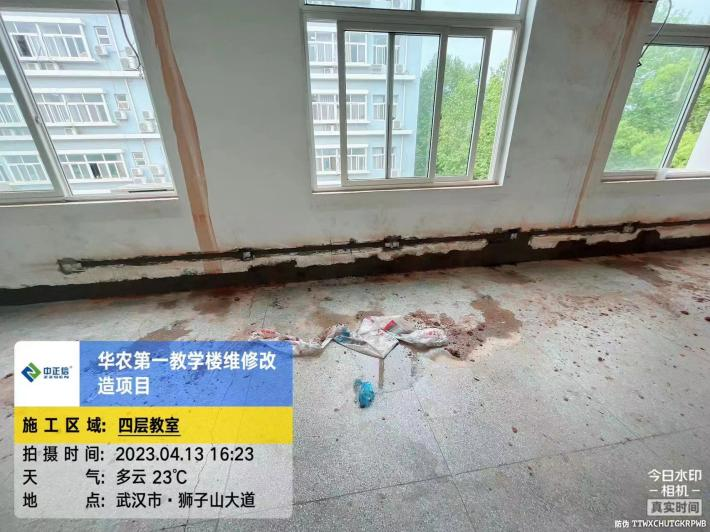 中正信
华农第一教学楼维修改
造项目
施工区域: 四层教室
拍摄时间: 2023.04.13 16:23
天气: 多云 23℃
地点: 武汉市·狮子山大道
今日水印
-相机-
真实时间
防伪 TTWXCHUTGKRPWB